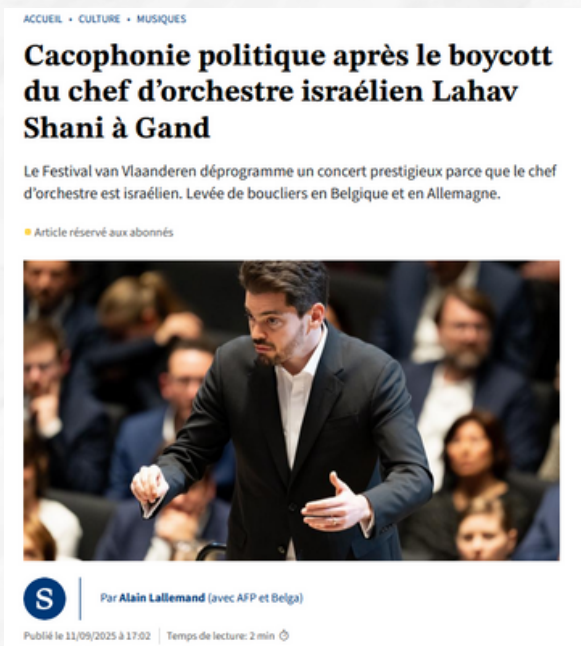 ACCUEIL • CULTURE • MUSIQUES
Cacophonie politique après le boycott
du chef d’orchestre israélien Lahav
Shani à Gand
Le Festival van Vlaanderen déprogramme un concert prestigieux parce que le chef
d’orchestre est israélien. Levée de boucliers en Belgique et en Allemagne.
Article réservé aux abonnés
S
Par Alain Lallemand (avec AFP et Belga)
Publié le 11/09/2025 à 17:02 Temps de lecture: 2 min